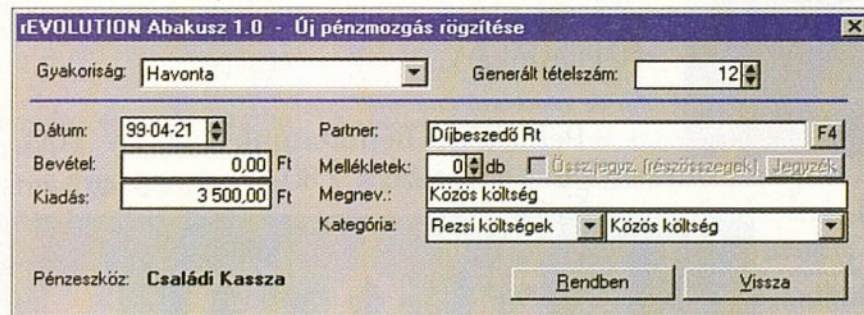 rEVOLUTION Abakusz 1.0 - Új pénzmozgás rögzítése
Gyakoriság: Havonta Generált tételszám: 12
Dátum: 99-04-21 Partner: Díjbeszedő Rt F4
Bevétel: 0,00 Ft Mellékletek: 0 db Össz.jegyz. (részösszegek) Jegyzék
Kiadás: 3 500,00 Ft Megnev.: Közös költség
Kategória: Rezsi költségek Közös költség
Pénzeszköz: Családi Kassza Rendben Vissza